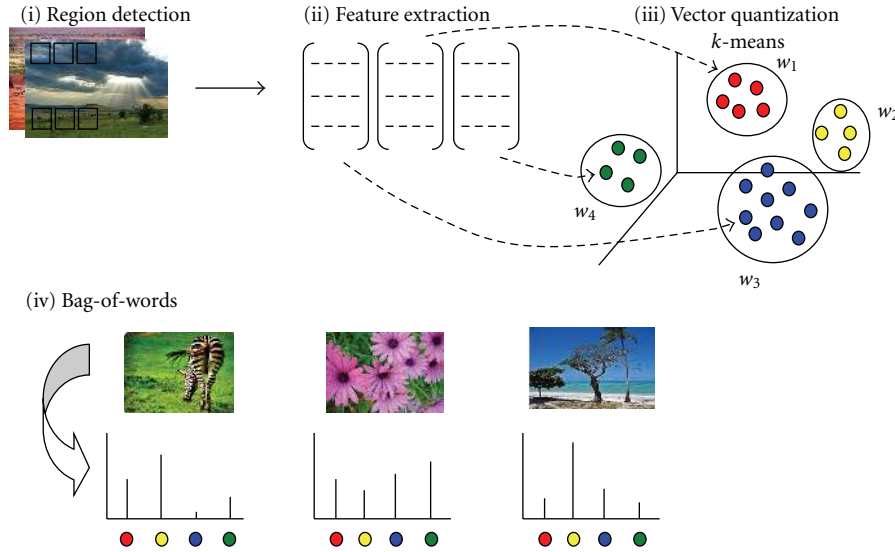 (i) Region detection
(ii) Feature extraction
(iii) Vector quantization
k-means
w1
w2
w4
w3
(iv) Bag-of-words